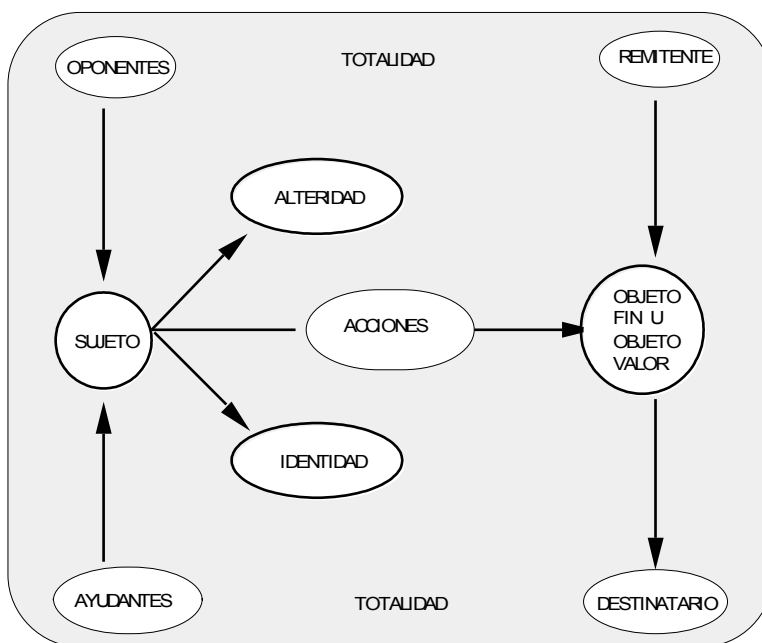 OPONENTES
TOTALIDAD
REMITENTE
ALTERIDAD
SUJETO
ACCIONES
OBJETO
FIN U
OBJETO
VALOR
IDENTIDAD
AYUDANTES
TOTALIDAD
DESTINATARIO